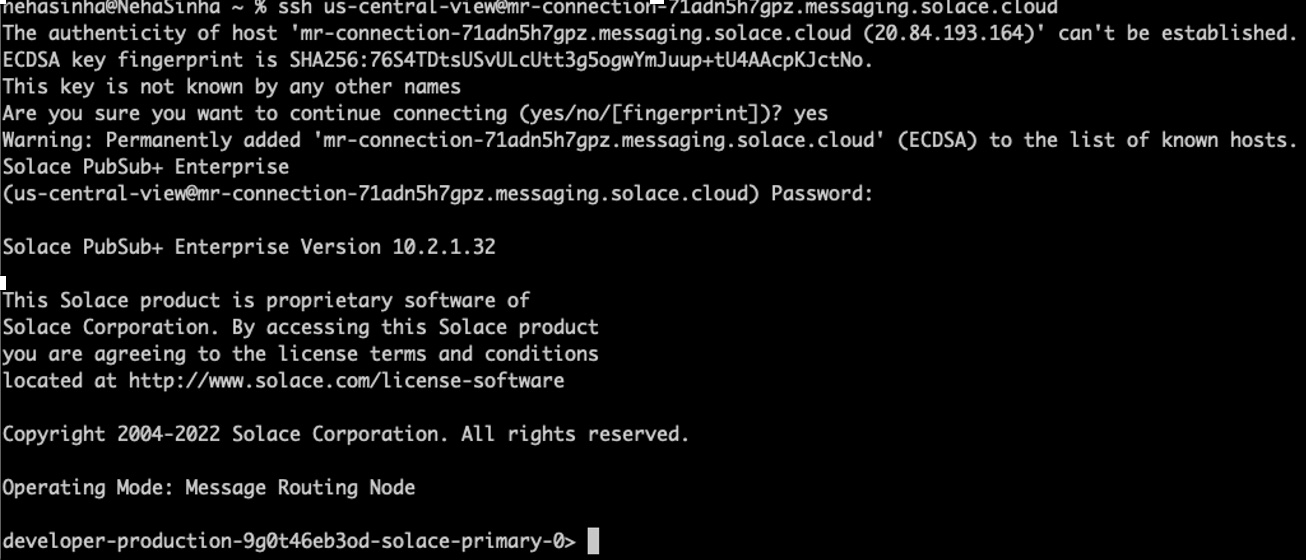 nehasinha@NehaSinha ~ % ssh us-central-view@mr-connection-71adn5h7gpz.messaging.solace.cloud
The authenticity of host 'mr-connection-71adn5h7gpz.messaging.solace.cloud (20.84.193.164)' can't be established.
ECDSA key fingerprint is SHA256:76S4TDtsUSvULcUtt3g5ogwYmJuup+tU4AAcpKJctNo.
This key is not known by any other names
Are you sure you want to continue connecting (yes/no/[fingerprint])? yes
Warning: Permanently added 'mr-connection-71adn5h7gpz.messaging.solace.cloud' (ECDSA) to the list of known hosts.
Solace PubSub+ Enterprise
(us-central-view@mr-connection-71adn5h7gpz.messaging.solace.cloud) Password:
Solace PubSub+ Enterprise Version 10.2.1.32
This Solace product is proprietary software of
Solace Corporation. By accessing this Solace product
you are agreeing to the license terms and conditions
located at http://www.solace.com/license-software
Copyright 2004-2022 Solace Corporation. All rights reserved.
Operating Mode: Message Routing Node
developer-production-9g0t46eb3od-solace-primary-0>